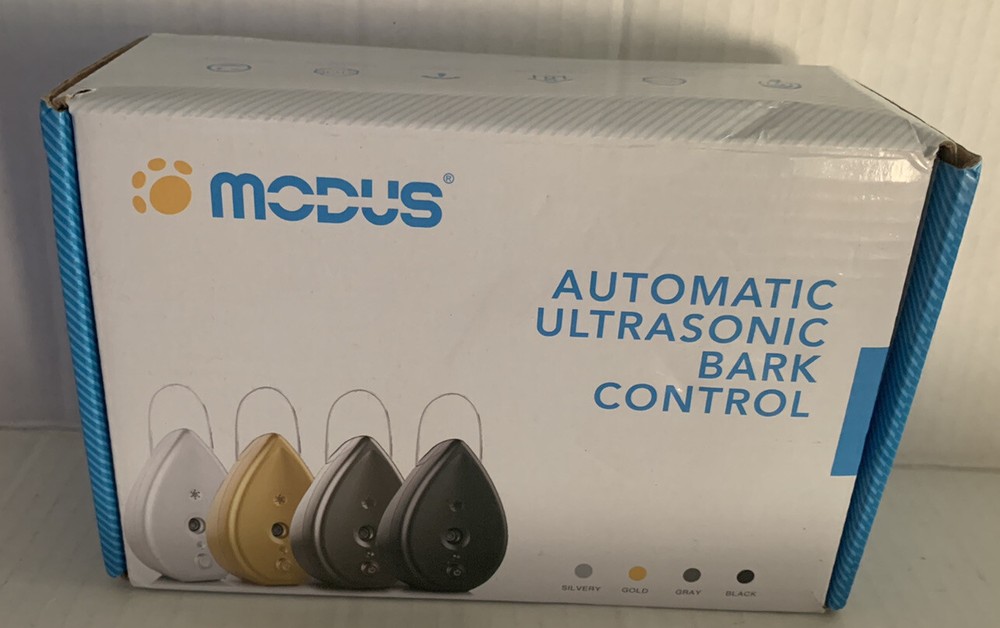 MODUS®
AUTOMATIC
ULTRASONIC
BARK
CONTROL
SILVERY GOLD GRAY BLACK